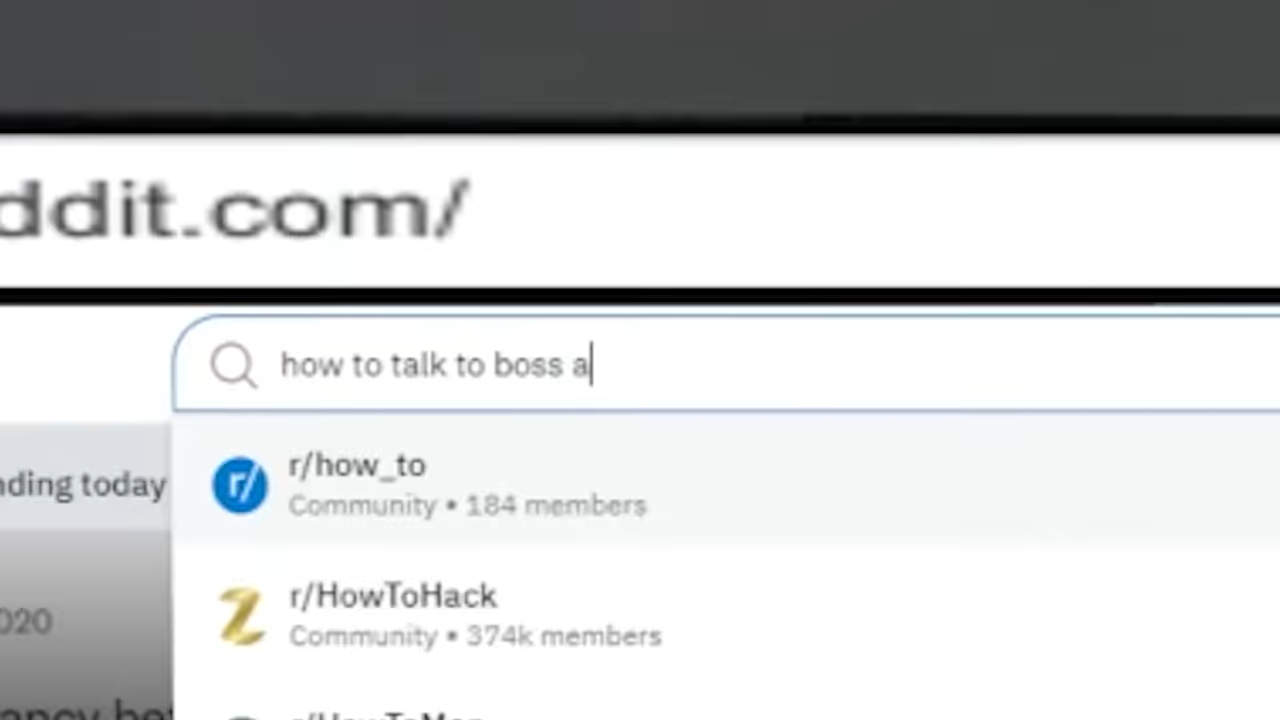 ddit.com/
how to talk to boss a
r/how_to
Community • 184 members
nding today
r/HowToHack
Community • 374k members
020